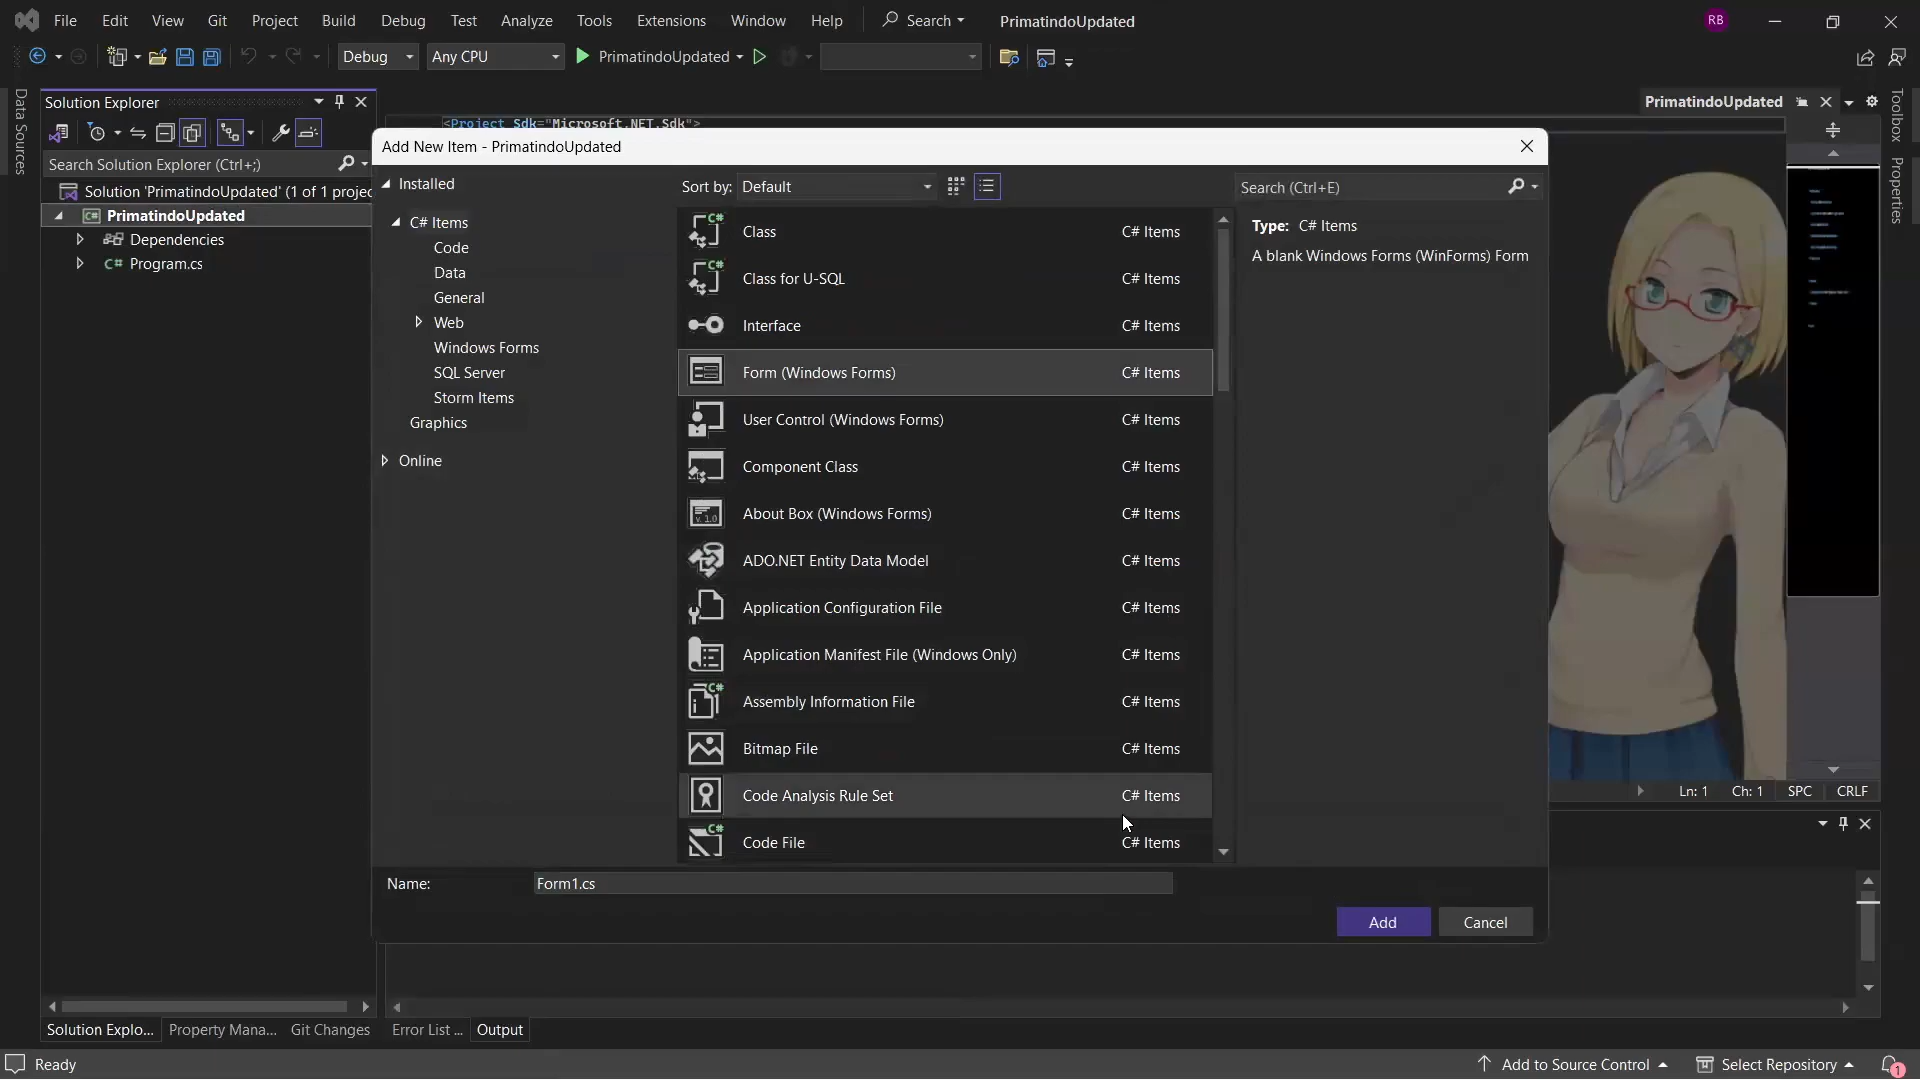 File Edit View Git Project Build Debug Test Analyze Tools Extensions Window Help Search PrimatindoUpdated RB
Debug Any CPU PrimatindoUpdated
Data Sources
Solution Explorer
Search Solution Explorer (Ctrl+;)
Solution 'PrimatindoUpdated' (1 of 1 projec
PrimatindoUpdated
Dependencies
C# Program.cs
<Project Sdk="Microsoft.NET.Sdk">
PrimatindoUpdated
Toolbox
Properties
Add New Item - PrimatindoUpdated
Installed
C# Items
Code
Data
General
Web
Windows Forms
SQL Server
Storm Items
Graphics
Online
Sort by: Default
Search (Ctrl+E)
Class C# Items
Class for U-SQL C# Items
Interface C# Items
Form (Windows Forms) C# Items
User Control (Windows Forms) C# Items
Component Class C# Items
About Box (Windows Forms) C# Items
ADO.NET Entity Data Model C# Items
Application Configuration File C# Items
Application Manifest File (Windows Only) C# Items
Assembly Information File C# Items
Bitmap File C# Items
Code Analysis Rule Set C# Items
Code File C# Items
Type: C# Items
A blank Windows Forms (WinForms) Form
Name: Form1.cs
Add Cancel
Ln: 1 Ch: 1 SPC CRLF
Solution Explo... Property Mana... Git Changes Error List ... Output
Ready Add to Source Control Select Repository 1